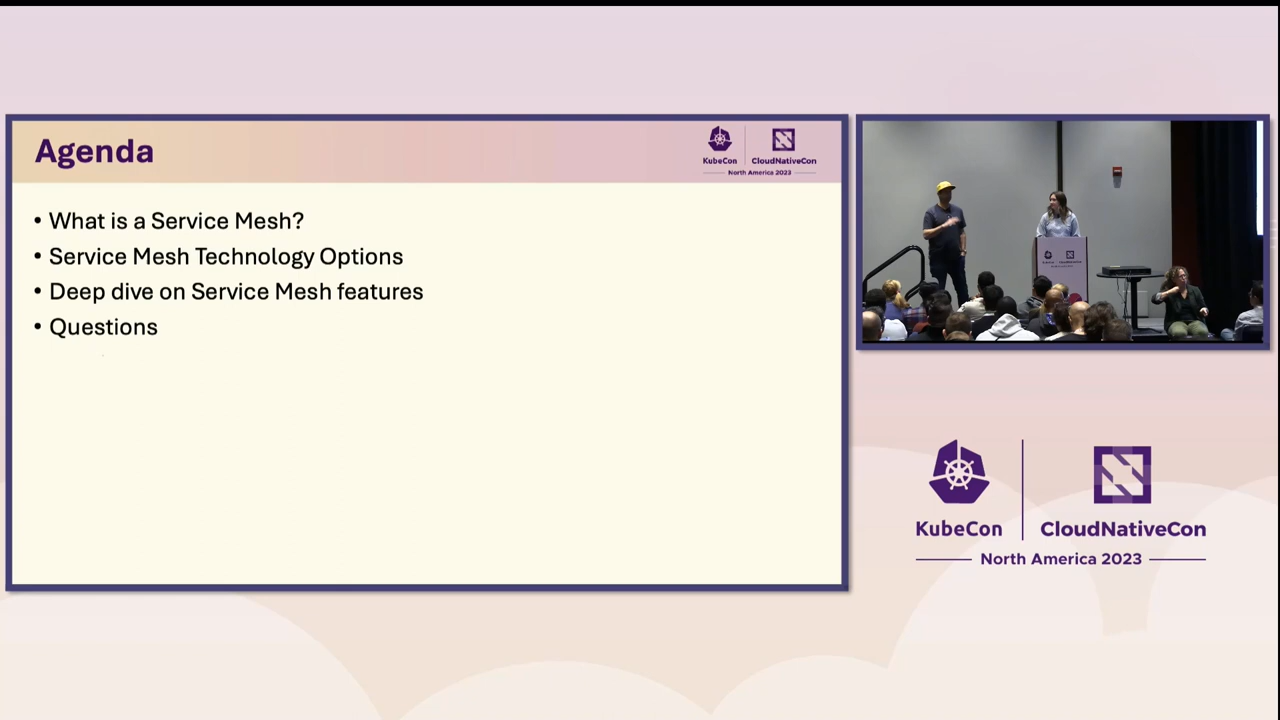 Agenda
KubeCon
CloudNativeCon
North America 2023
• What is a Service Mesh?
• Service Mesh Technology Options
• Deep dive on Service Mesh features
• Questions
KubeCon
CloudNativeCon
North America 2023